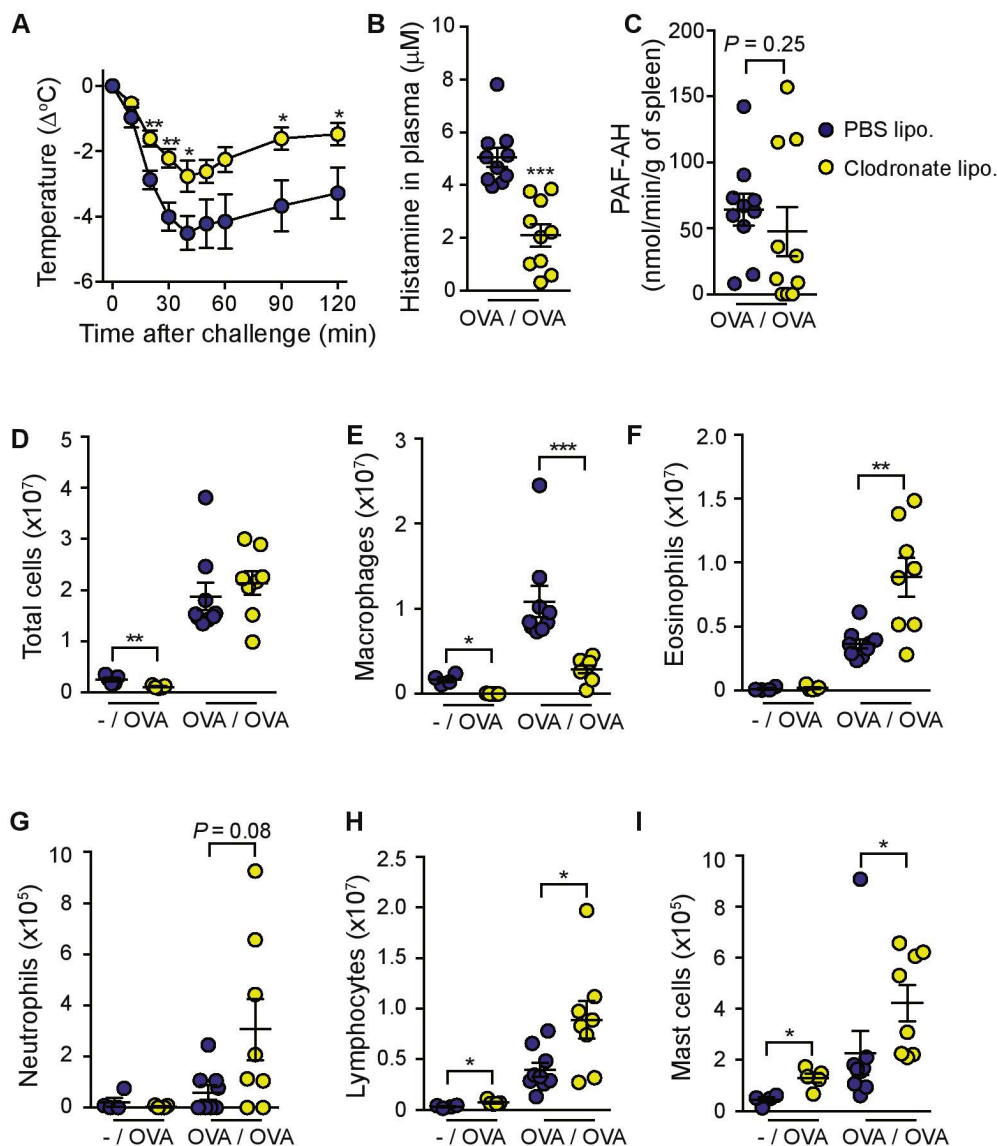 A
Temperature (ΔºC)
0
-2
-4
-6
**
**
*
*
*
0
30
60
90
120
Time after challenge (min)
B
Histamine in plasma (μM)
10
8
6
4
2
0
***
OVA / OVA
C
PAF-AH
(nmol/min/g of spleen)
200
150
100
50
0
P = 0.25
OVA / OVA
PBS lipo.
Clodronate lipo.
D
Total cells (x10⁷)
5
4
3
2
1
0
**
- / OVA
OVA / OVA
E
Macrophages (x10⁷)
3
2
1
0
*
***
- / OVA
OVA / OVA
F
Eosinophils (x10⁷)
2.0
1.5
1.0
0.5
0
**
- / OVA
OVA / OVA
G
Neutrophils (x10⁵)
10
8
6
4
2
0
P = 0.08
- / OVA
OVA / OVA
H
Lymphocytes (x10⁷)
2.5
2.0
1.5
1.0
0.5
0
*
*
- / OVA
OVA / OVA
I
Mast cells (x10⁵)
10
8
6
4
2
0
*
*
- / OVA
OVA / OVA